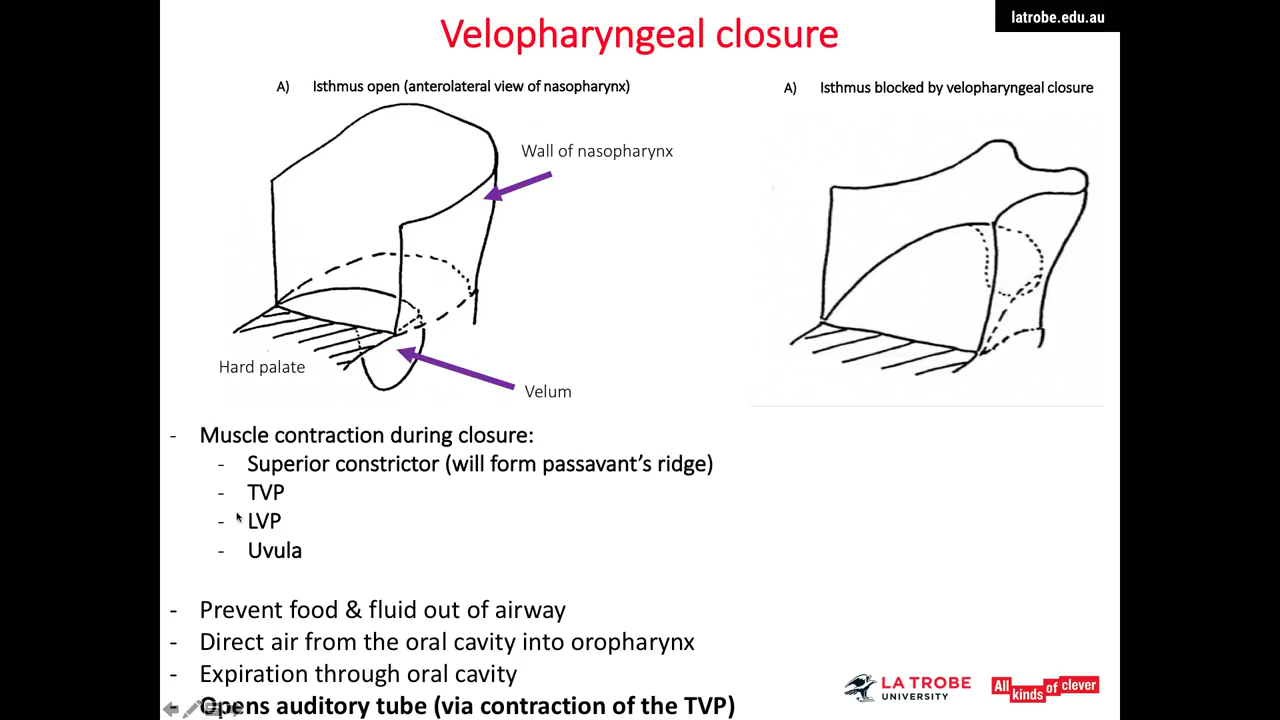 latrobe.edu.au
Velopharyngeal closure
A) Isthmus open (anterolateral view of nasopharynx)
A) Isthmus blocked by velopharyngeal closure
Wall of nasopharynx
Hard palate
Velum
- Muscle contraction during closure:
- Superior constrictor (will form passavant's ridge)
- TVP
- LVP
- Uvula
- Prevent food & fluid out of airway
- Direct air from the oral cavity into oropharynx
- Expiration through oral cavity
- Opens auditory tube (via contraction of the TVP)
LA TROBE
UNIVERSITY
All kinds of clever